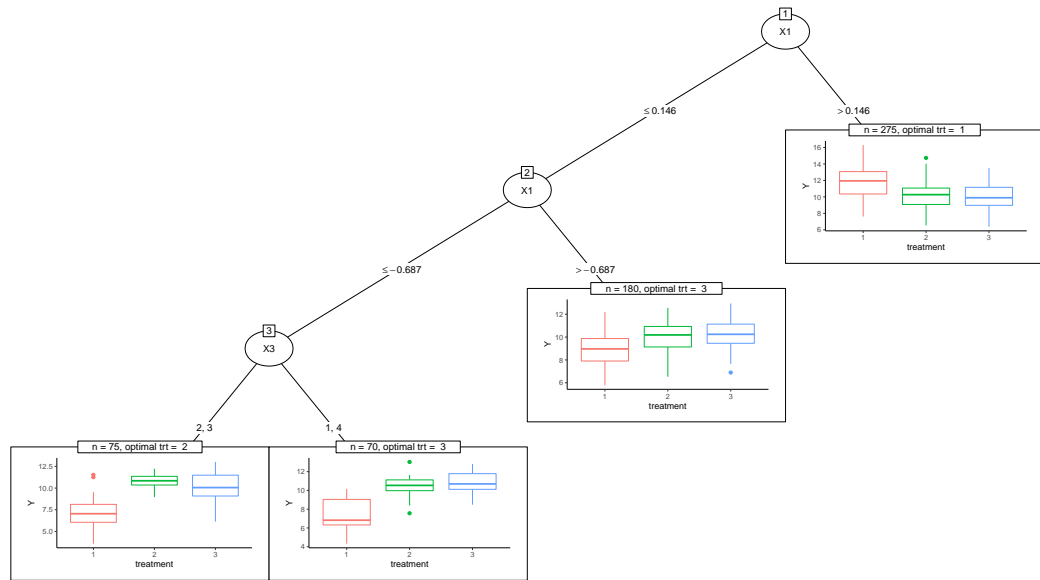 1
X1
≤ 0.146
> 0.146
n = 275, optimal trt = 1
16
14
12
10
8
6
Y
1 2 3
treatment
2
X1
≤ −0.687
> −0.687
n = 180, optimal trt = 3
12
10
8
6
Y
1 2 3
treatment
3
X3
2, 3
1, 4
n = 75, optimal trt = 2
12.5
10.0
7.5
5.0
Y
1 2 3
treatment
n = 70, optimal trt = 3
12
10
8
6
4
Y
1 2 3
treatment